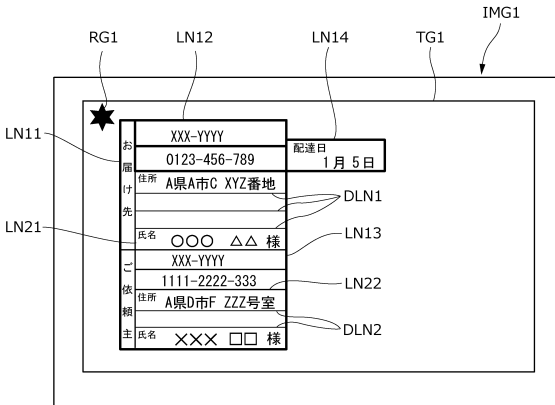 IMG1
RG1
LN12
LN14
TG1
LN11
お届け先
XXX-YYYY
0123-456-789
配達日
1月 5日
住所 A県A市C XYZ番地
DLN1
LN21
氏名 ○○○ △△ 様
LN13
ご依頼主
XXX-YYYY
1111-2222-333
LN22
住所 A県D市F ZZZ号室
DLN2
氏名 ××× □□ 様